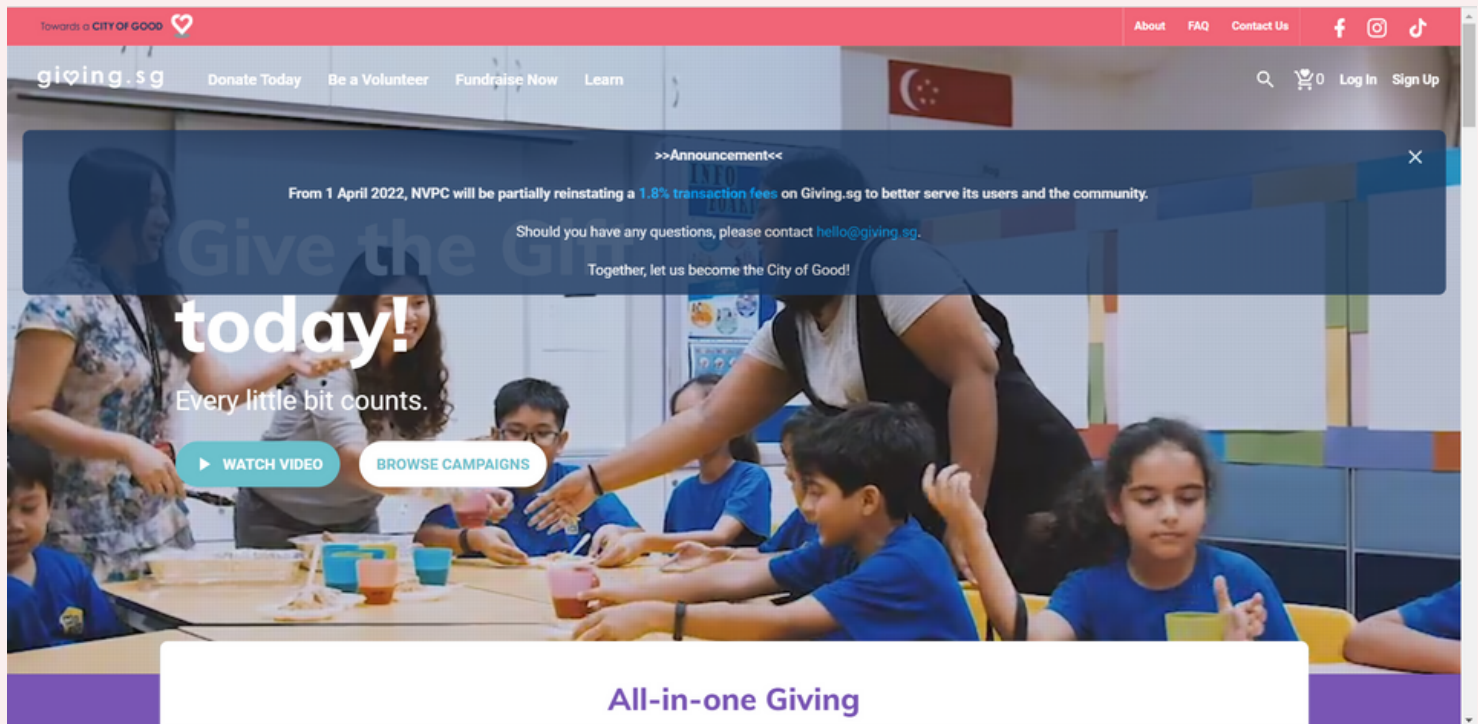 Towards a CITY OF GOOD
About FAQ Contact Us
giving.sg Donate Today Be a Volunteer Fundraise Now Learn 0 Log In Sign Up
>>Announcement<<
From 1 April 2022, NVPC will be partially reinstating a 1.8% transaction fees on Giving.sg to better serve its users and the community.
Should you have any questions, please contact hello@giving.sg.
Together, let us become the City of Good!
INFO
Give the Gift
today!
Every little bit counts.
WATCH VIDEO BROWSE CAMPAIGNS
All-in-one Giving